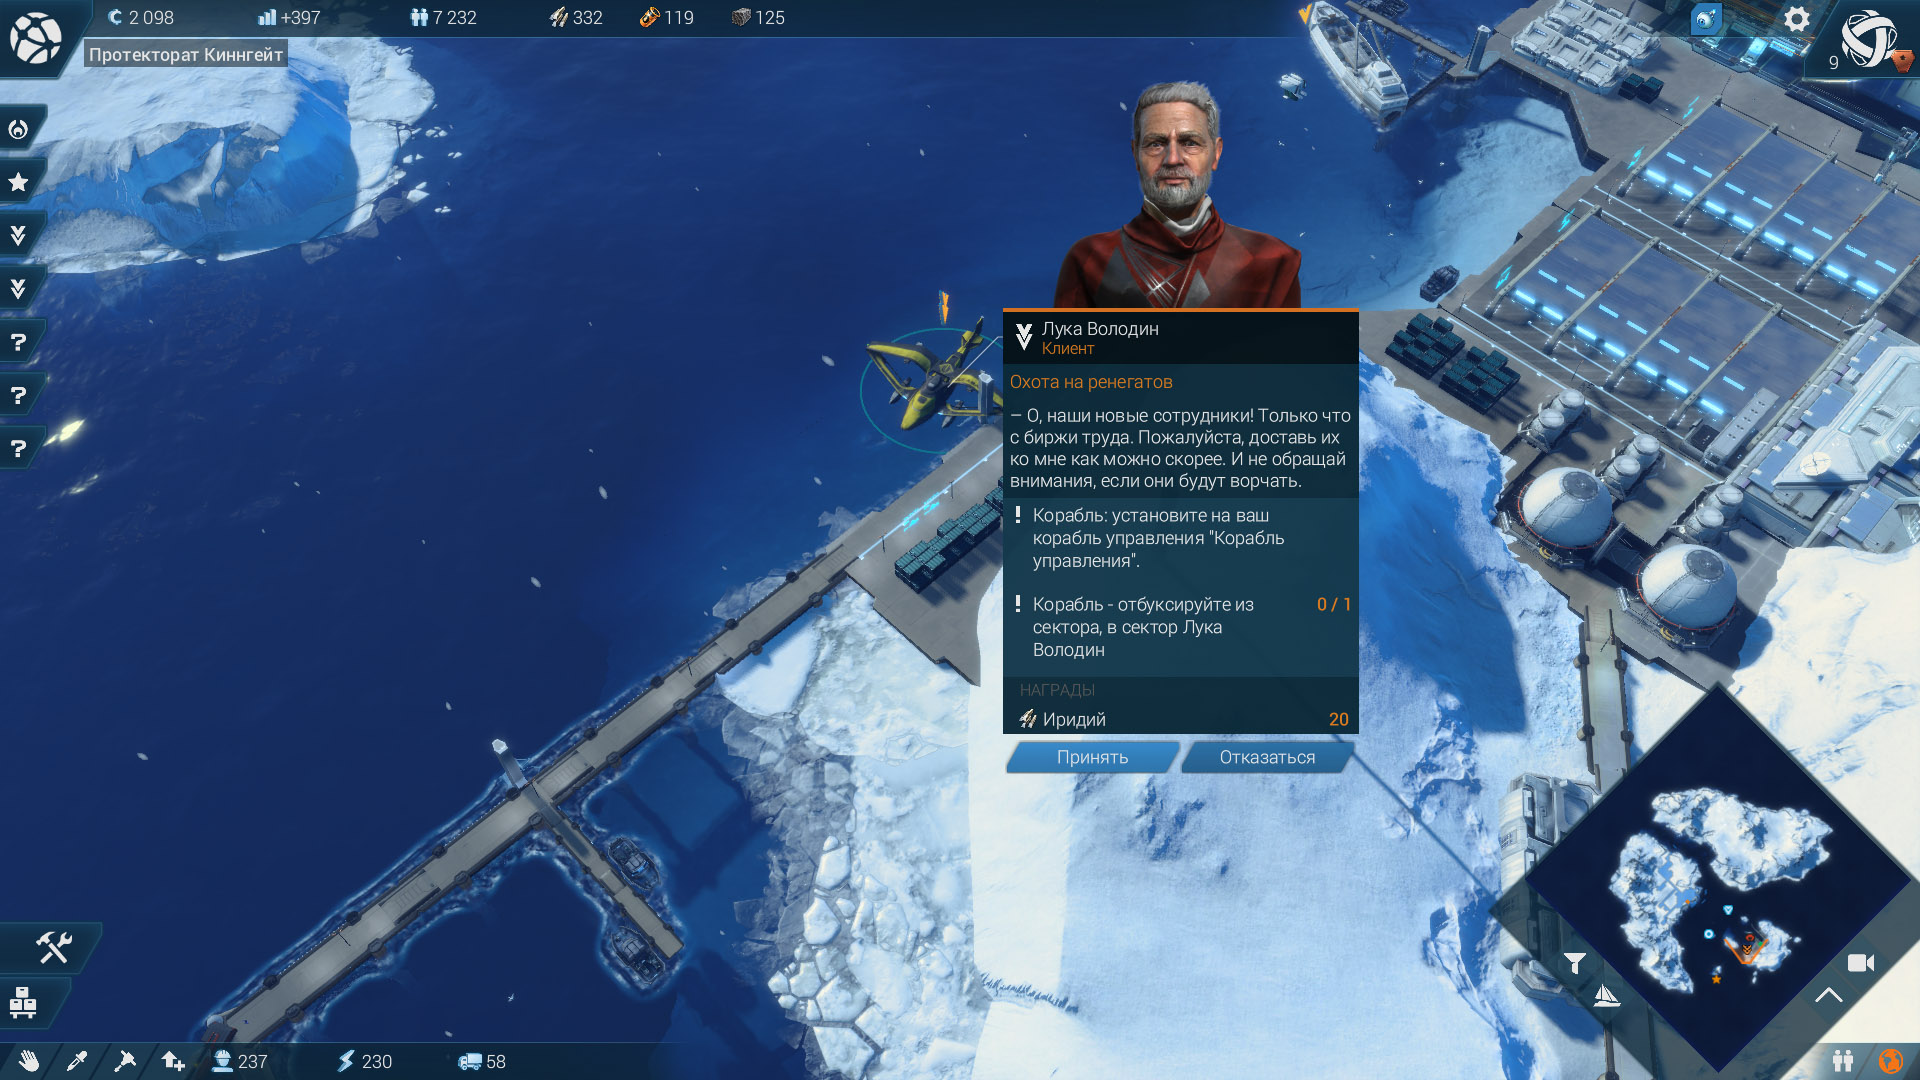 2 098
+397
7 232
332
119
125
Протекторат Киннгейт
9
Лука Володин
Клиент
Охота на ренегатов
– О, наши новые сотрудники! Только что
с биржи труда. Пожалуйста, доставь их
ко мне как можно скорее. И не обращай
внимания, если они будут ворчать.
! Корабль: установите на ваш
корабль управления "Корабль
управления".
! Корабль - отбуксируйте из 0 / 1
сектора, в сектор Лука
Володин
НАГРАДЫ
Иридий 20
Принять Отказаться
?
?
?
237
230
58